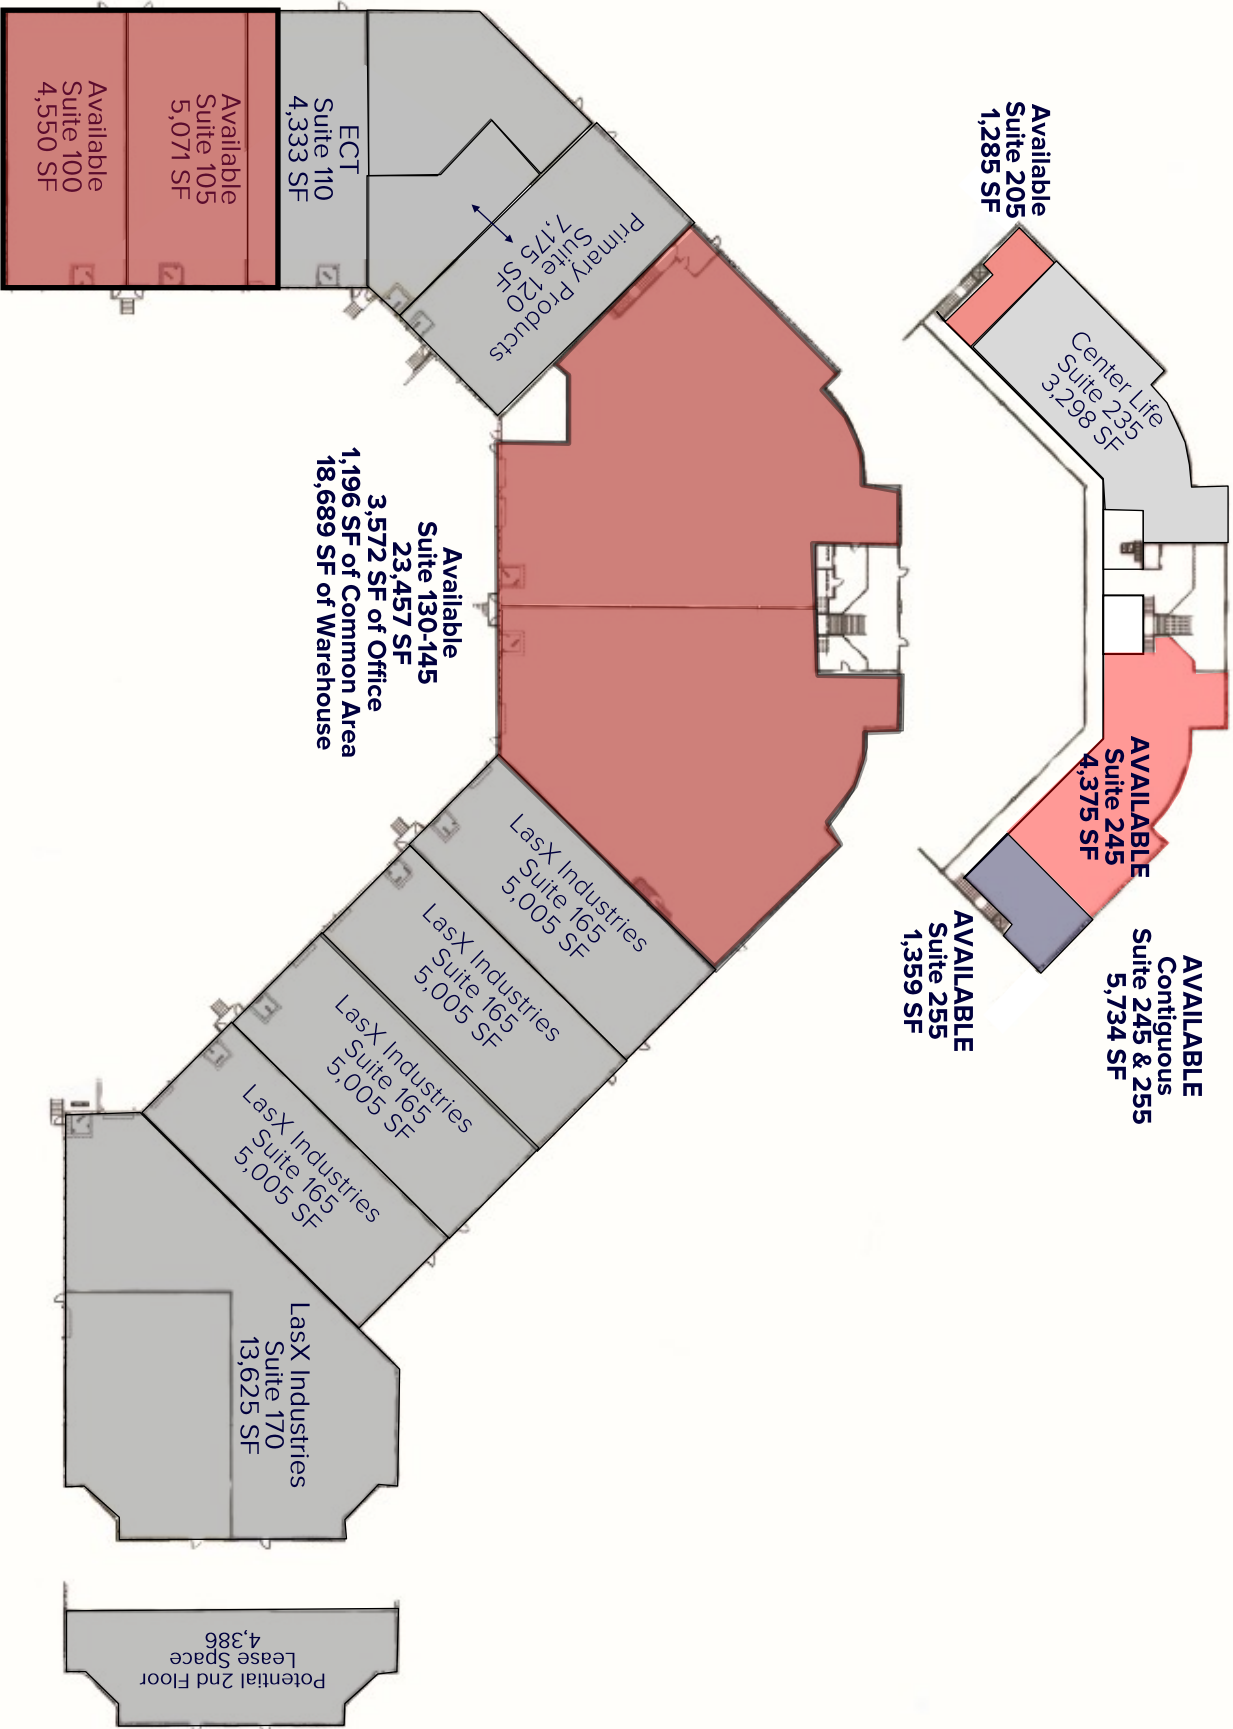 Available
Suite 100
4,550 SF
Available
Suite 105
5,071 SF
ECT
Suite 110
4,333 SF
Primary Products
Suite 120
7,175 SF
Available
Suite 130-145
23,457 SF
3,572 SF of Office
1,196 SF of Common Area
18,689 SF of Warehouse
LasX Industries
Suite 165
5,005 SF
LasX Industries
Suite 165
5,005 SF
LasX Industries
Suite 165
5,005 SF
LasX Industries
Suite 165
5,005 SF
LasX Industries
Suite 170
13,625 SF
Potential 2nd Floor
Lease Space
4,386
Available
Suite 205
1,285 SF
Center Life
Suite 235
3,298 SF
AVAILABLE
Suite 245
4,375 SF
AVAILABLE
Suite 255
1,359 SF
AVAILABLE
Contiguous
Suite 245 & 255
5,734 SF